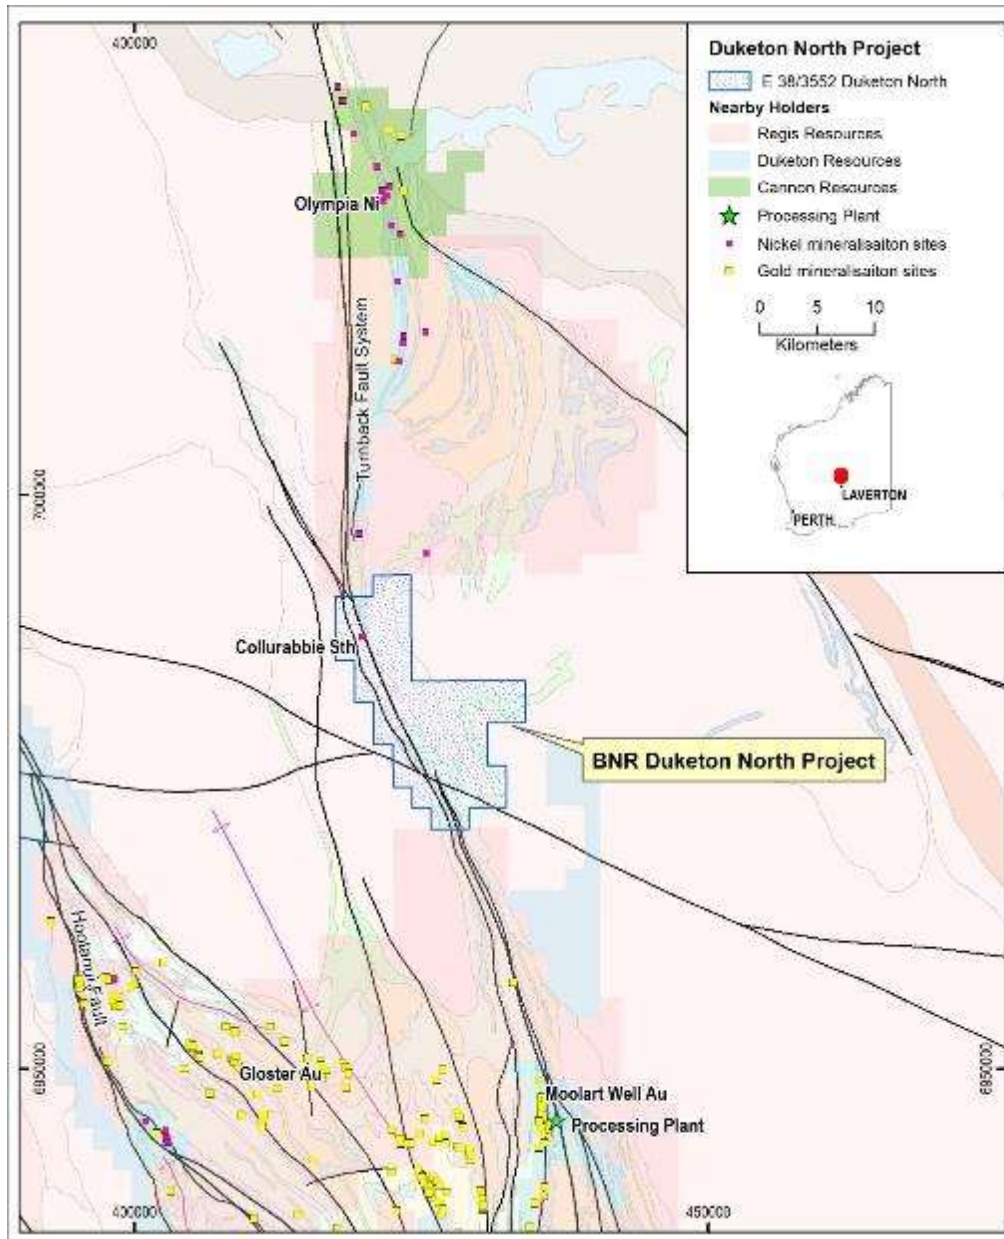 400000
Duketon North Project
E 38/3552 Duketon North
Nearby Holders
Regis Resources
Duketon Resources
Cannon Resources
Processing Plant
Nickel mineralisaiton sites
Gold mineralisaiton sites
0 10
Kilometers
LAVERTON
PERTH
Olympia Ni
Turnback Fault System
7000000
Collurabbie Sth
BNR Duketon North Project
Hootanui Fault
Gloster Au
Moolart Well Au
Processing Plant
6950000
6950000
400000
450000